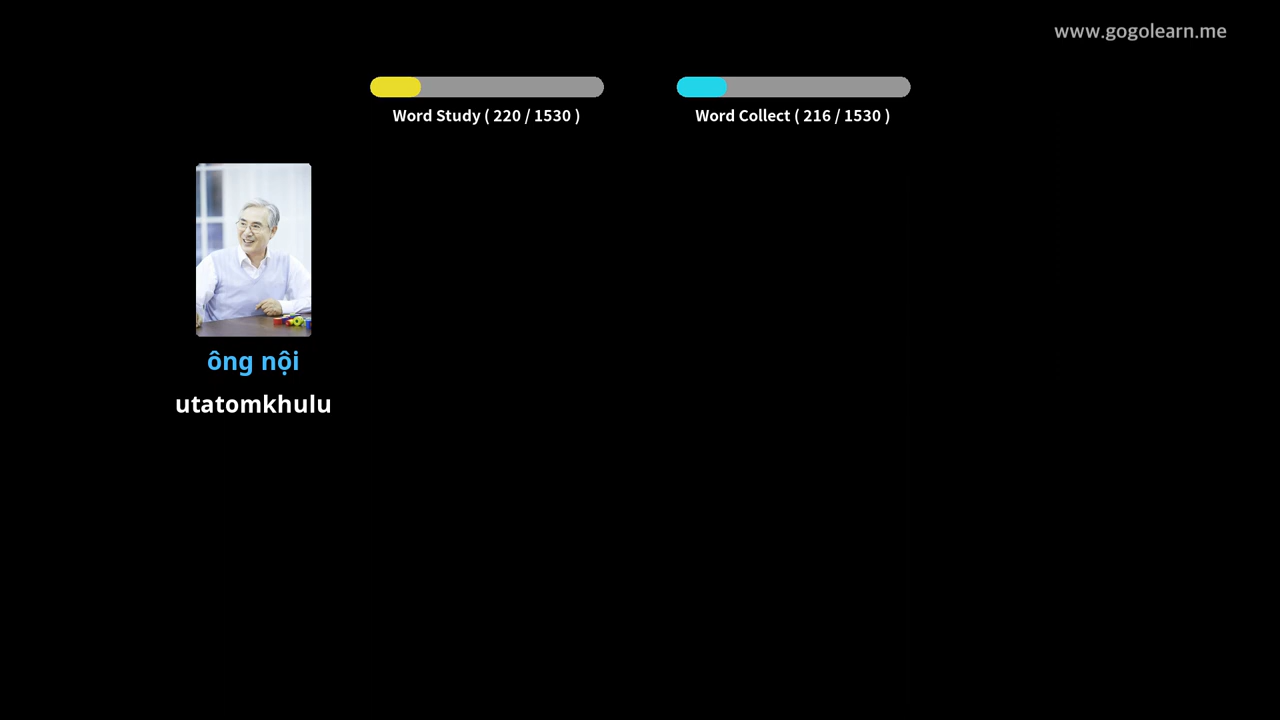 www.gogolearn.me
Word Study ( 220 / 1530 )
Word Collect ( 216 / 1530 )
ông nội
utatomkhulu